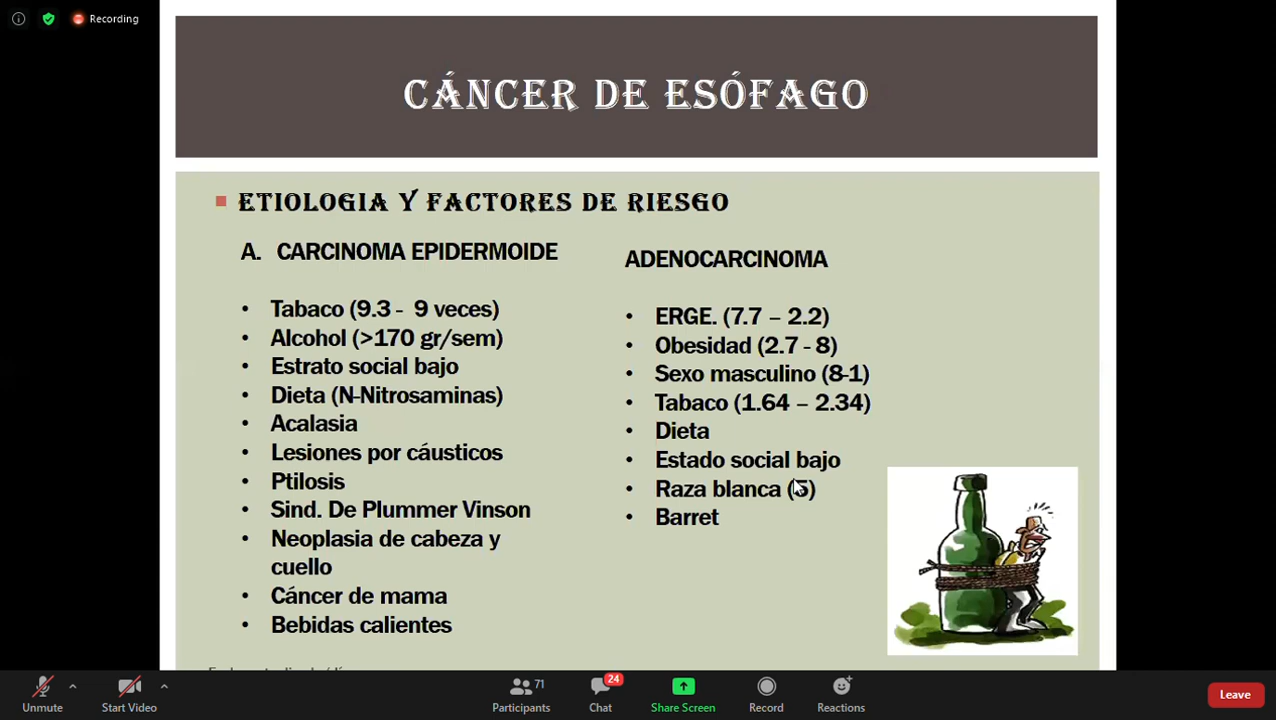 Recording
CÁNCER DE ESÓFAGO
ETIOLOGIA Y FACTORES DE RIESGO
A. CARCINOMA EPIDERMOIDE
• Tabaco (9.3 - 9 veces)
• Alcohol (>170 gr/sem)
• Estrato social bajo
• Dieta (N-Nitrosaminas)
• Acalasia
• Lesiones por cáusticos
• Ptilosis
• Sind. De Plummer Vinson
• Neoplasia de cabeza y
cuello
• Cáncer de mama
• Bebidas calientes
ADENOCARCINOMA
• ERGE. (7.7 – 2.2)
• Obesidad (2.7 - 8)
• Sexo masculino (8-1)
• Tabaco (1.64 – 2.34)
• Dieta
• Estado social bajo
• Raza blanca (5)
• Barret
Unmute
Start Video
71
Participants
24
Chat
Share Screen
Record
Reactions
Leave